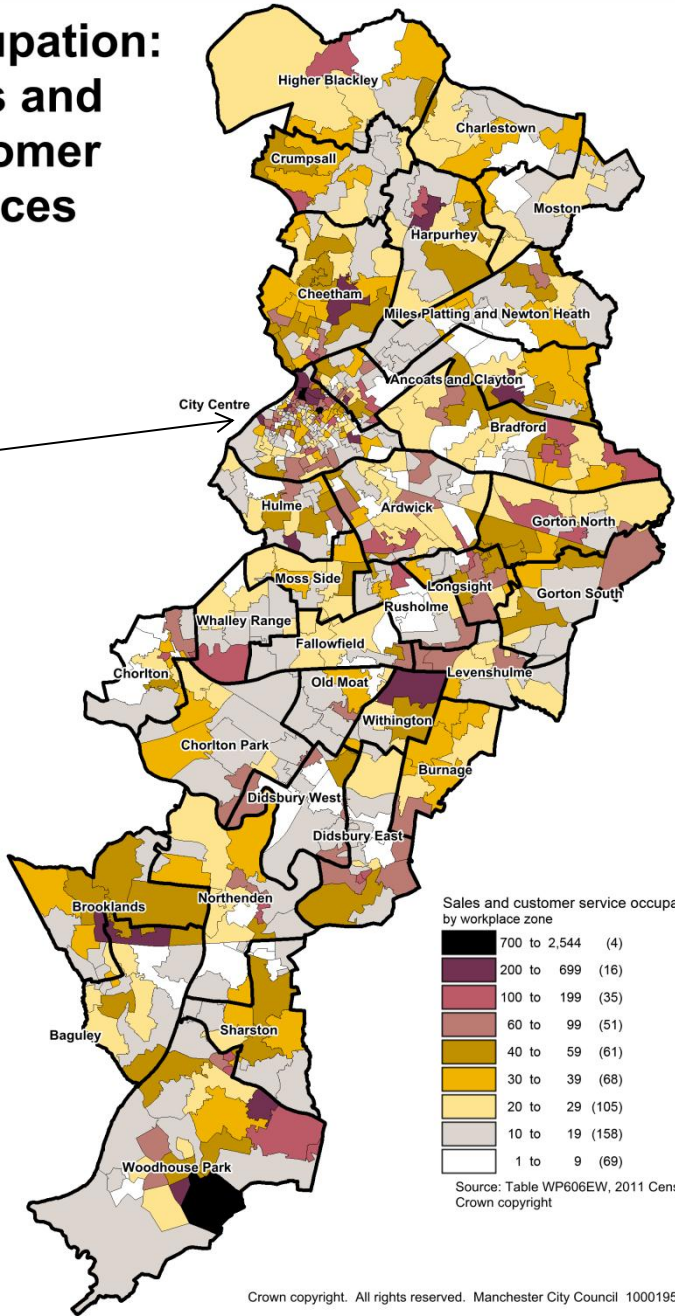 upation:
s and
omer
ices
Higher Blackley
Charlestown
Crumpsall
Moston
Harpurhey
Cheetham
Miles Platting and Newton Heath
Ancoats and Clayton
City Centre
Bradford
Hulme
Ardwick
Gorton North
Moss Side
Longsight
Gorton South
Rusholme
Whalley Range
Fallowfield
Chorlton
Old Moat
Levenshulme
Withington
Chorlton Park
Burnage
Didsbury West
Didsbury East
Brooklands
Northenden
Baguley
Sharston
Woodhouse Park
Sales and customer service occupa
by workplace zone
700 to 2,544 (4)
200 to 699 (16)
100 to 199 (35)
60 to 99 (51)
40 to 59 (61)
30 to 39 (68)
20 to 29 (105)
10 to 19 (158)
1 to 9 (69)
Source: Table WP606EW, 2011 Cens
Crown copyright
Crown copyright. All rights reserved. Manchester City Council 1000195